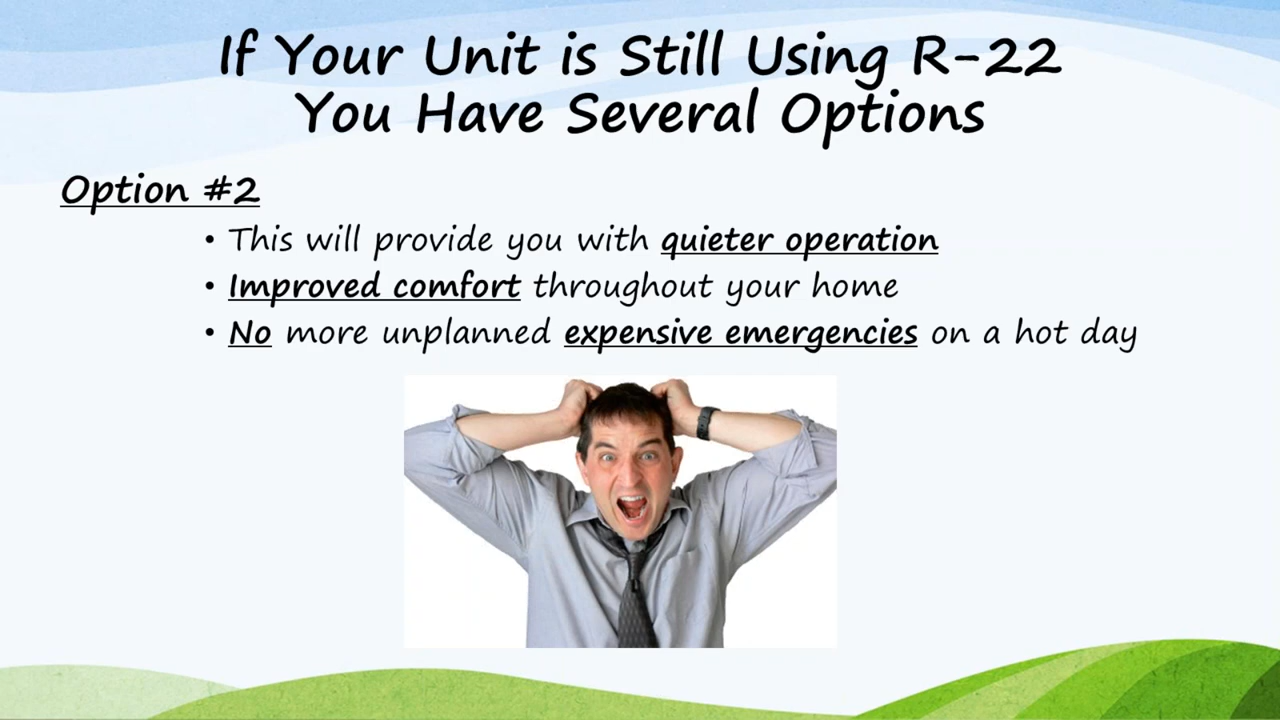 If Your Unit is Still Using R-22
You Have Several Options
Option #2
• This will provide you with quieter operation
• Improved comfort throughout your home
• No more unplanned expensive emergencies on a hot day